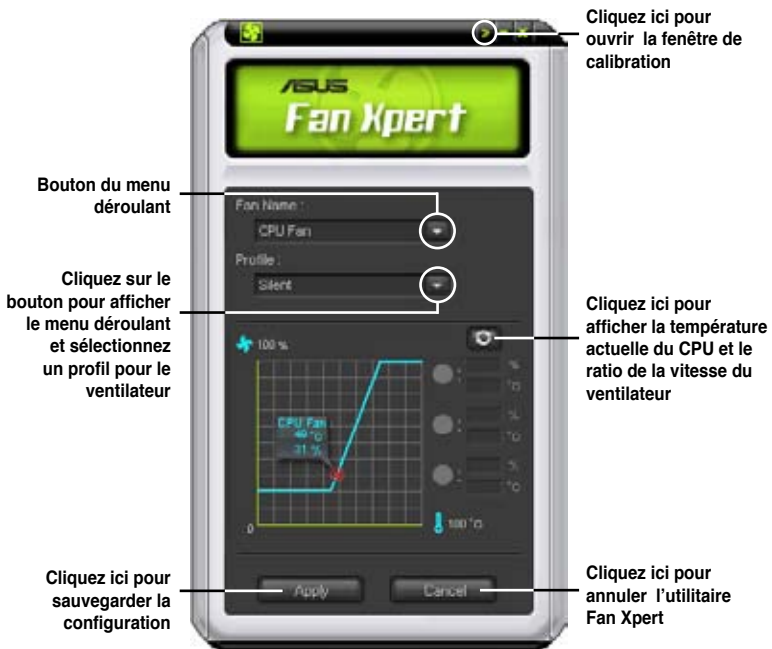 Cliquez ici pour
ouvrir la fenêtre de
calibration
ASUS
Fan Xpert
Bouton du menu
déroulant
Fan Name :
CPU Fan
Profile :
Silent
Cliquez sur le
bouton pour afficher
le menu déroulant
et sélectionnez
un profil pour le
ventilateur
Cliquez ici pour
afficher la température
actuelle du CPU et le
ratio de la vitesse du
ventilateur
100 %
%
°C
CPU Fan
°C
31 %
%
°C
%
°C
0
100 °C
Cliquez ici pour
sauvegarder la
configuration
Apply
Cancel
Cliquez ici pour
annuler l'utilitaire
Fan Xpert